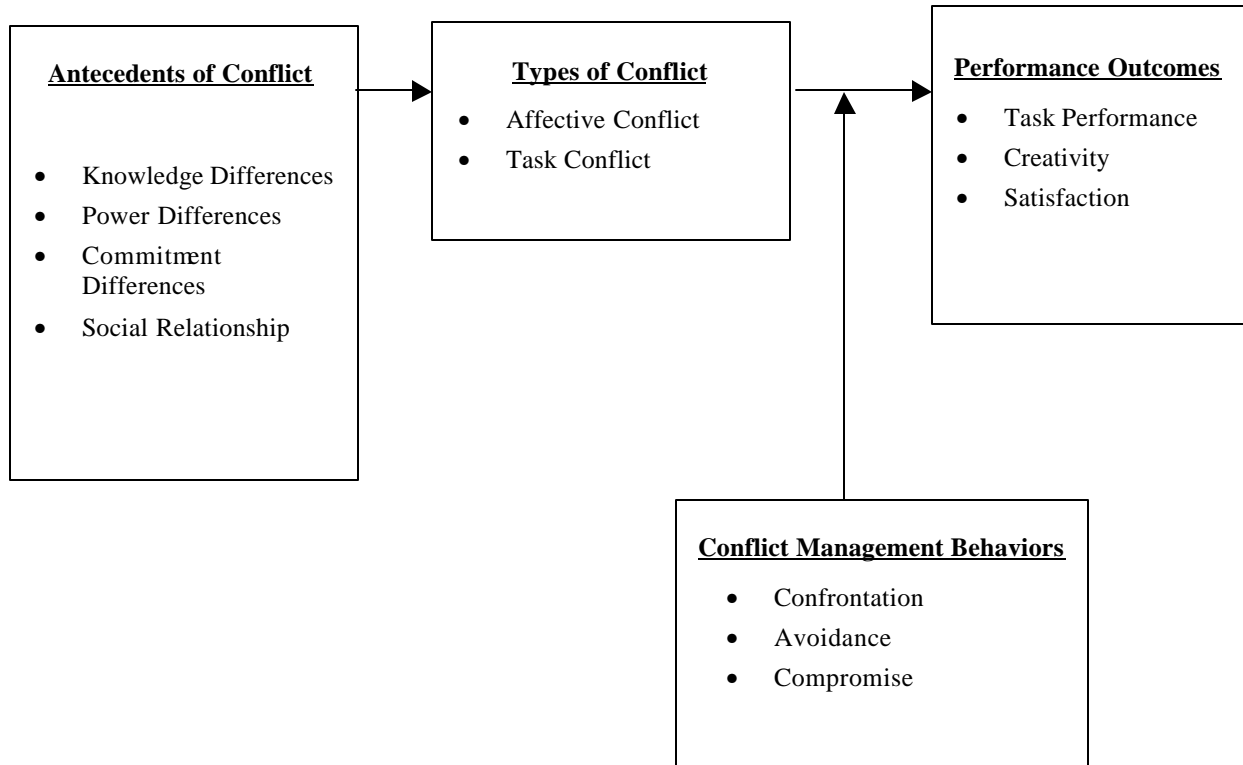 Antecedents of Conflict
• Knowledge Differences
• Power Differences
• Commitment
Differences
• Social Relationship
Types of Conflict
• Affective Conflict
• Task Conflict
Performance Outcomes
• Task Performance
• Creativity
• Satisfaction
Conflict Management Behaviors
• Confrontation
• Avoidance
• Compromise